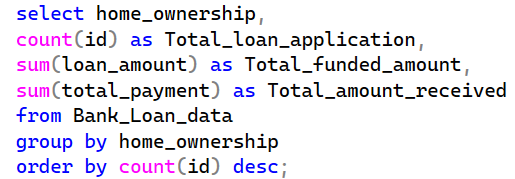 select home_ownership,
count(id) as Total_loan_application,
sum(loan_amount) as Total_funded_amount,
sum(total_payment) as Total_amount_received
from Bank_Loan_data
group by home_ownership
order by count(id) desc;